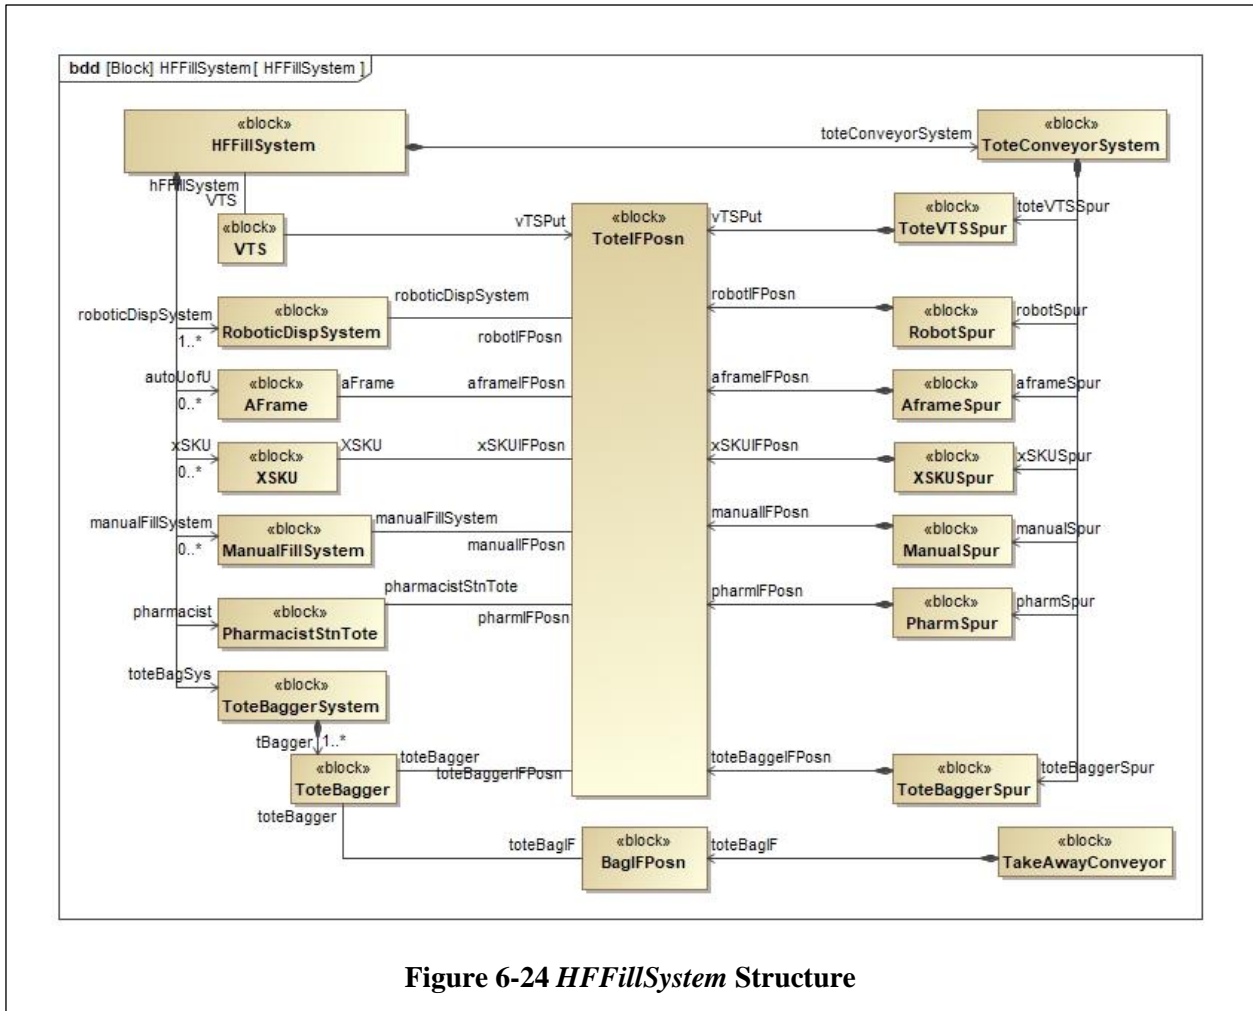 bdd [Block] HFFillSystem[ HFFillSystem ]
«block»
HFFillSystem
toteConveyorSystem
«block»
ToteConveyorSystem
hFFillSystem
VTS
«block»
VTS
vTSPut
«block»
ToteIFPosn
vTSPut
«block»
ToteVTSSpur
toteVTSSpur
roboticDispSystem
1..*
«block»
RoboticDispSystem
roboticDispSystem
robotIFPosn
robotIFPosn
«block»
RobotSpur
robotSpur
autoUofU
0..*
«block»
AFrame
aFrame
aframeIFPosn
aframeIFPosn
«block»
AframeSpur
aframeSpur
xSKU
0..*
«block»
XSKU
XSKU
xSKUIFPosn
xSKUIFPosn
«block»
XSKUSpur
xSKUSpur
manualFillSystem
0..*
«block»
ManualFillSystem
manualFillSystem
manualIFPosn
manualIFPosn
«block»
ManualSpur
manualSpur
pharmacist
«block»
PharmacistStnTote
pharmacistStnTote
pharmIFPosn
pharmIFPosn
«block»
PharmSpur
pharmSpur
toteBagSys
«block»
ToteBaggerSystem
tBagger
1..*
«block»
ToteBagger
toteBagger
toteBaggerIFPosn
toteBaggeIFPosn
«block»
ToteBaggerSpur
toteBaggerSpur
toteBagger
toteBagIF
«block»
BagIFPosn
toteBagIF
«block»
TakeAwayConveyor
Figure 6-24 HFFillSystem Structure